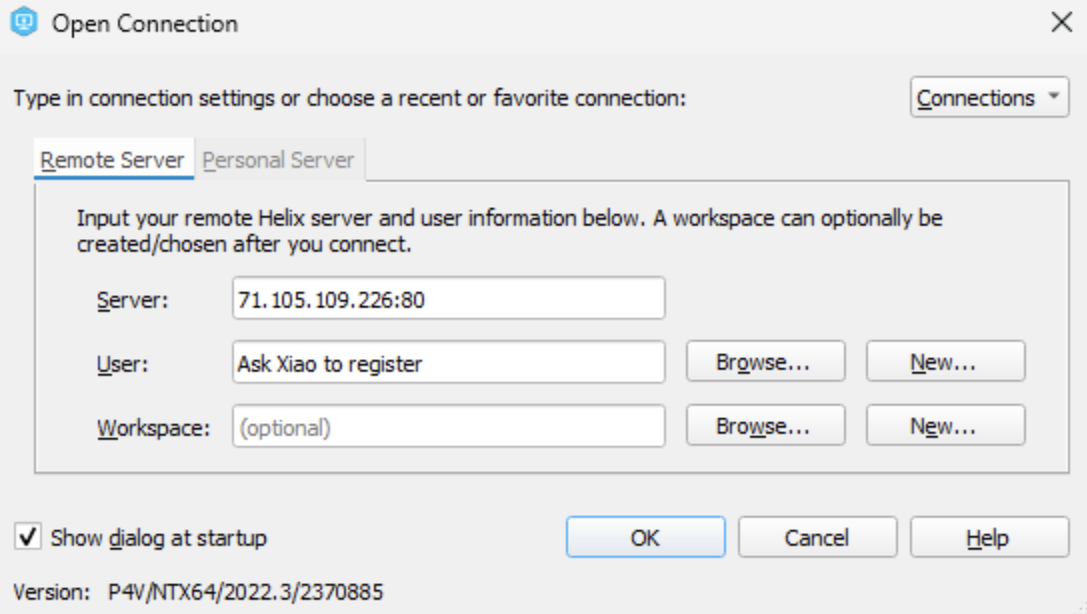 Open Connection
Type in connection settings or choose a recent or favorite connection:
Connections
Remote Server
Personal Server
Input your remote Helix server and user information below. A workspace can optionally be
created/chosen after you connect.
Server:
71.105.109.226:80
User:
Ask Xiao to register
Browse...
New...
Workspace:
(optional)
Browse...
New...
Show dialog at startup
OK
Cancel
Help
Version: P4V/NTX64/2022.3/2370885